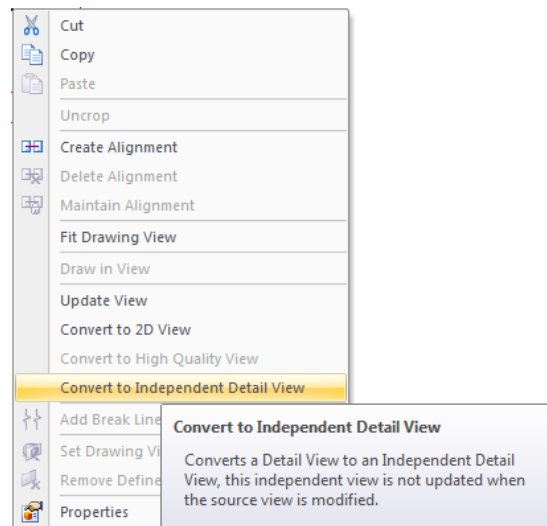 Cut
Copy
Paste
Uncrop
Create Alignment
Delete Alignment
Maintain Alignment
Fit Drawing View
Draw in View
Update View
Convert to 2D View
Convert to High Quality View
Convert to Independent Detail View
Add Break Line
Set Drawing Vi
Remove Define
Properties
Convert to Independent Detail View
Converts a Detail View to an Independent Detail
View, this independent view is not updated when
the source view is modified.